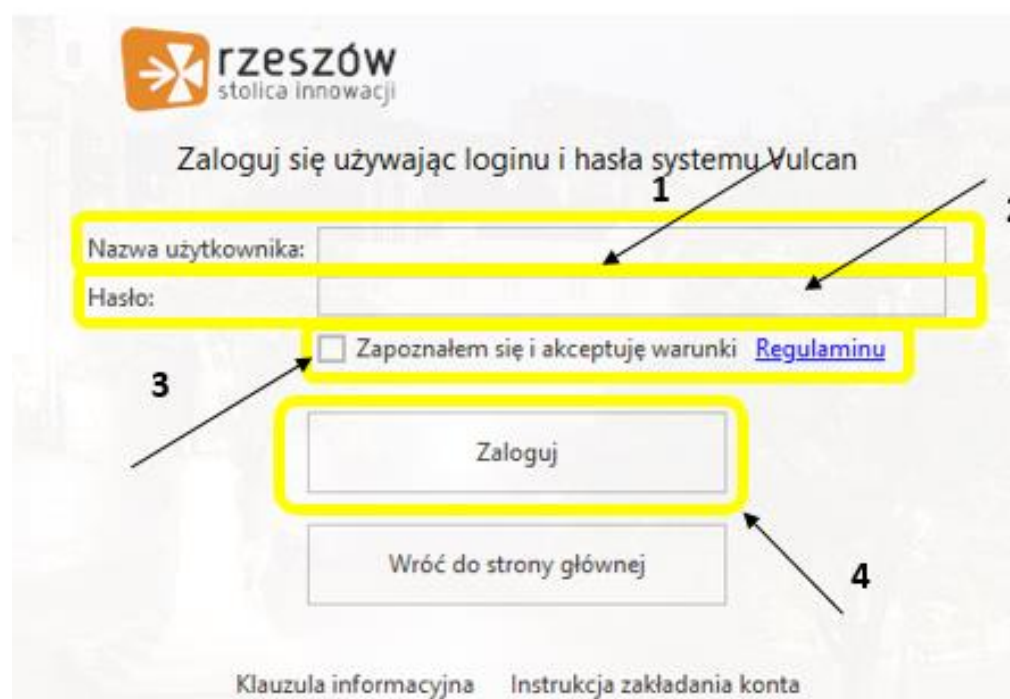 rzeszów
stolica innowacji
Zaloguj się używając loginu i hasła systemu Vulcan
1
2
Nazwa użytkownika:
Hasło:
Zapoznałem się i akceptuję warunki Regulaminu
3
Zaloguj
Wróć do strony głównej
4
Klauzula informacyjna Instrukcja zakładania konta